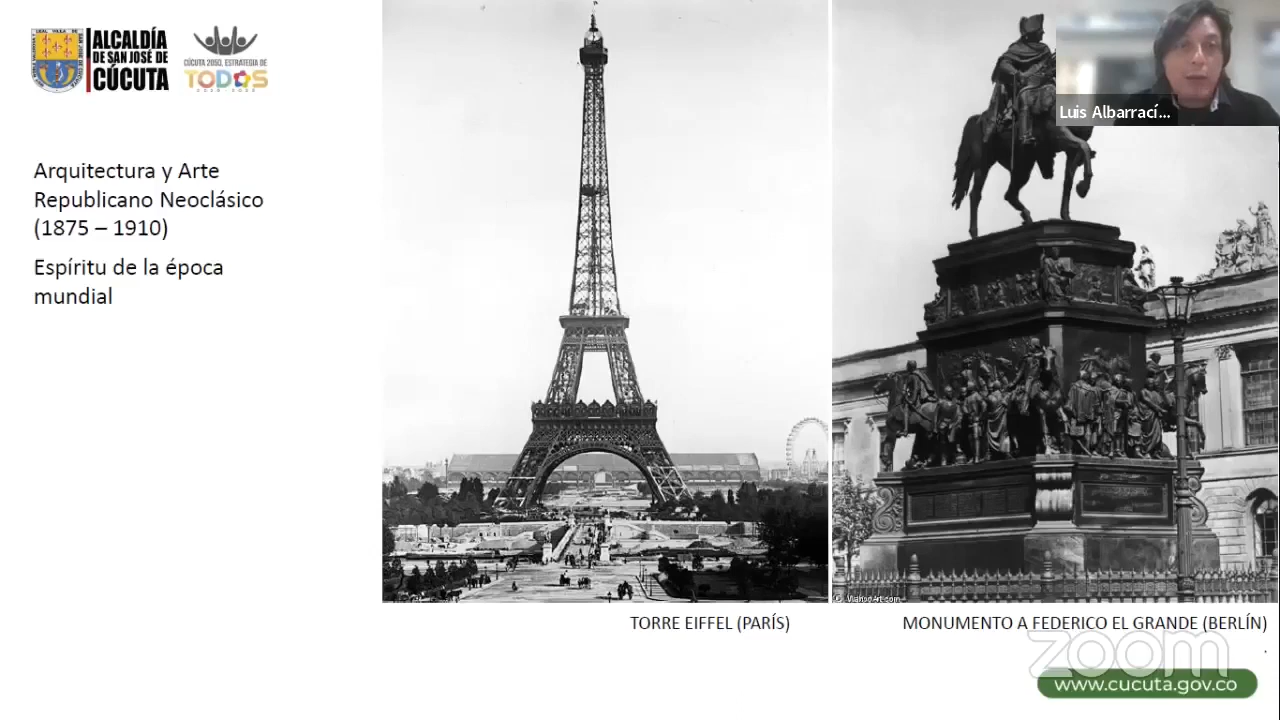 ALCALDÍA
DE SAN JOSÉ DE
CÚCUTA
CÚCUTA 2050, ESTRATEGIA DE
TODOS
Luis Albarrací...
Arquitectura y Arte
Republicano Neoclásico
(1875 – 1910)
Espíritu de la época
mundial
TORRE EIFFEL (PARÍS)
MONUMENTO A FEDERICO EL GRANDE (BERLÍN)
zoom
www.cucuta.gov.co